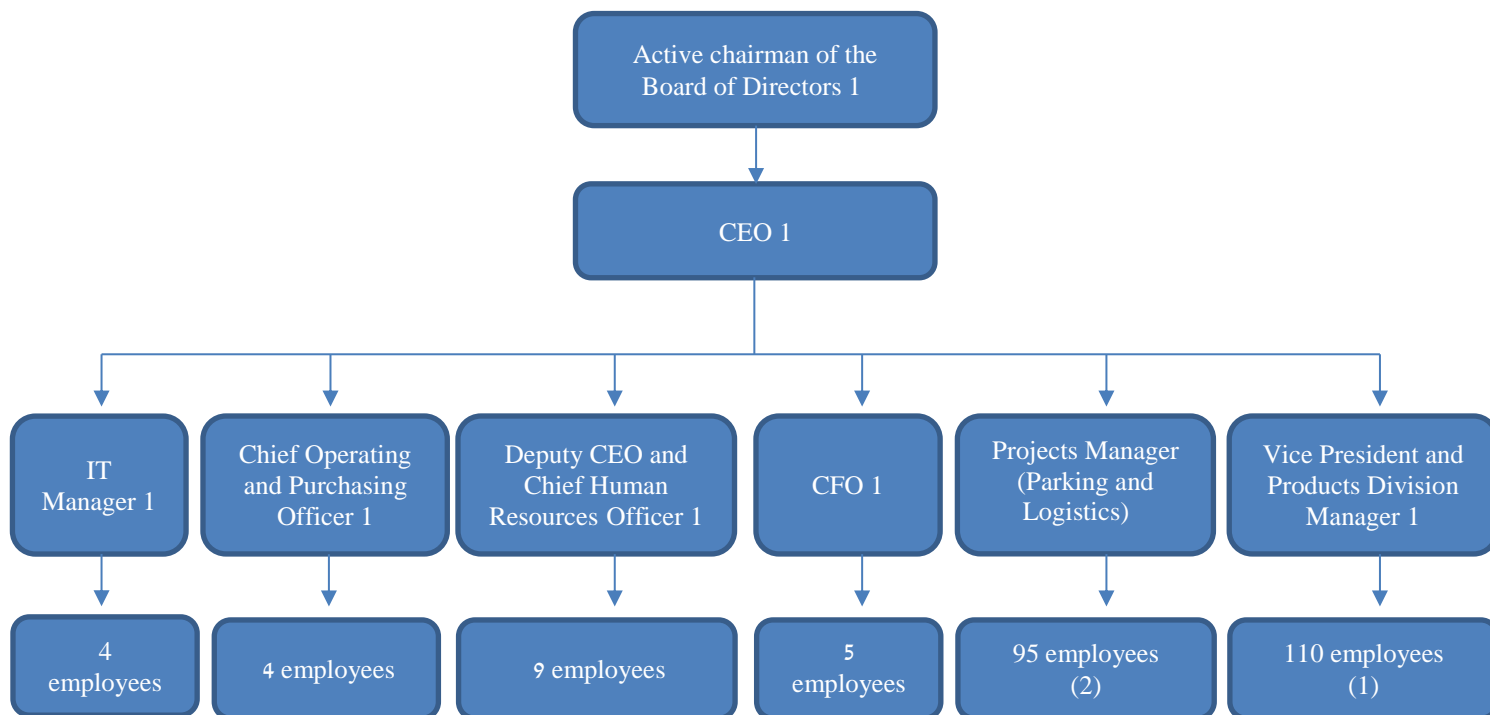 Active chairman of the
Board of Directors 1
CEO 1
IT
Manager 1
Chief Operating
and Purchasing
Officer 1
Deputy CEO and
Chief Human
Resources Officer 1
CFO 1
Projects Manager
(Parking and
Logistics)
Vice President and
Products Division
Manager 1
4
employees
4 employees
9 employees
5
employees
95 employees
(2)
110 employees
(1)